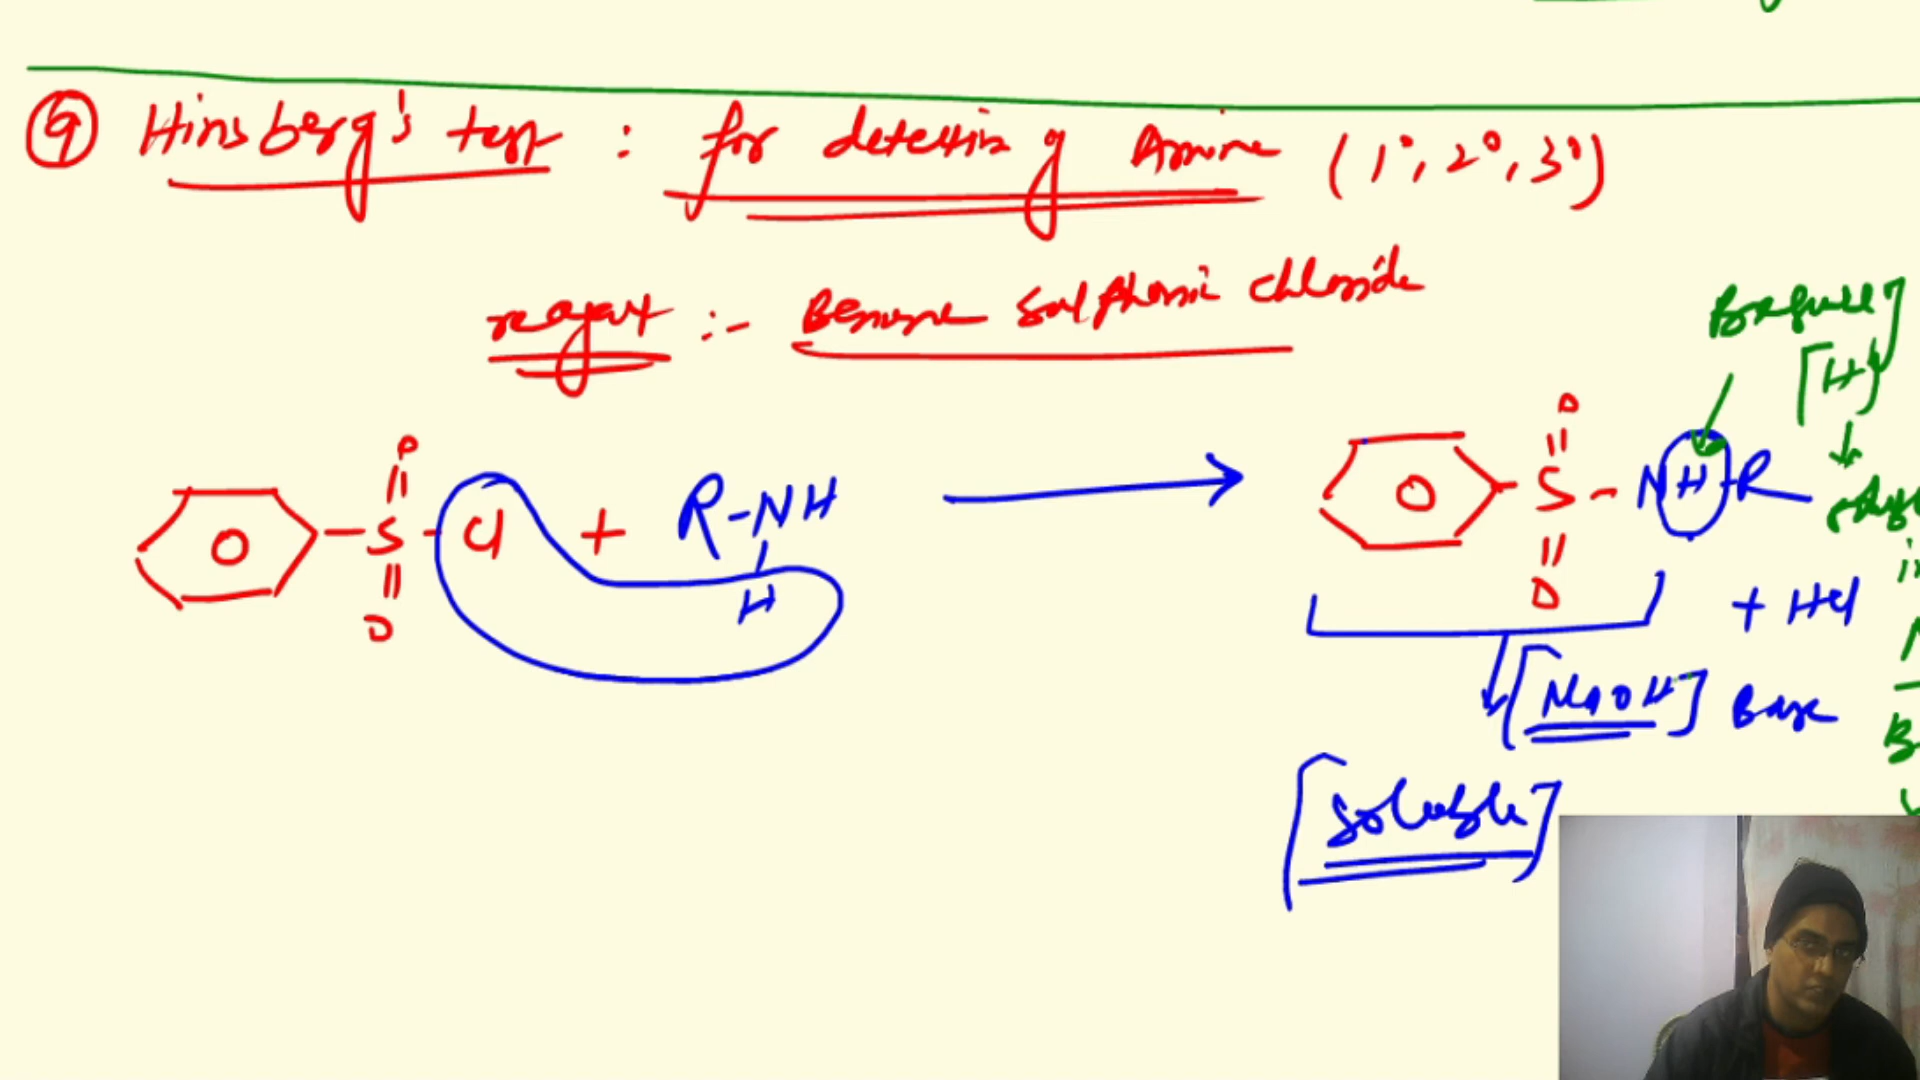 9 Hinsberg's test : for detecting Amine (1°, 2°, 3°)
reagent :- Benzene Sulphonic chloride
Because
[H]
O
O
S - Cl + R-NH
O
H
S - NH-R
O
+ HCl
[NaOH] Base
[soluble]